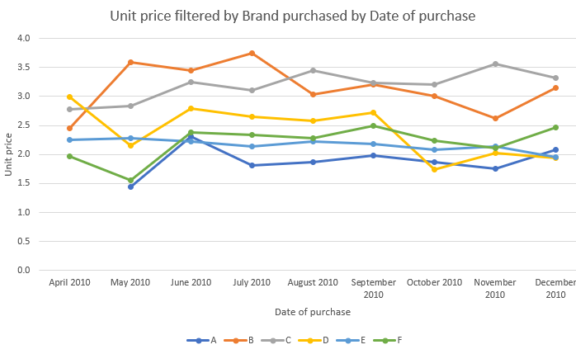 Unit price filtered by Brand purchased by Date of purchase
4.0
3.5
3.0
2.5
2.0
1.5
1.0
0.5
0.0
Unit price
April 2010 May 2010 June 2010 July 2010 August 2010 September 2010 October 2010 November 2010 December 2010
Date of purchase
A B C D E F